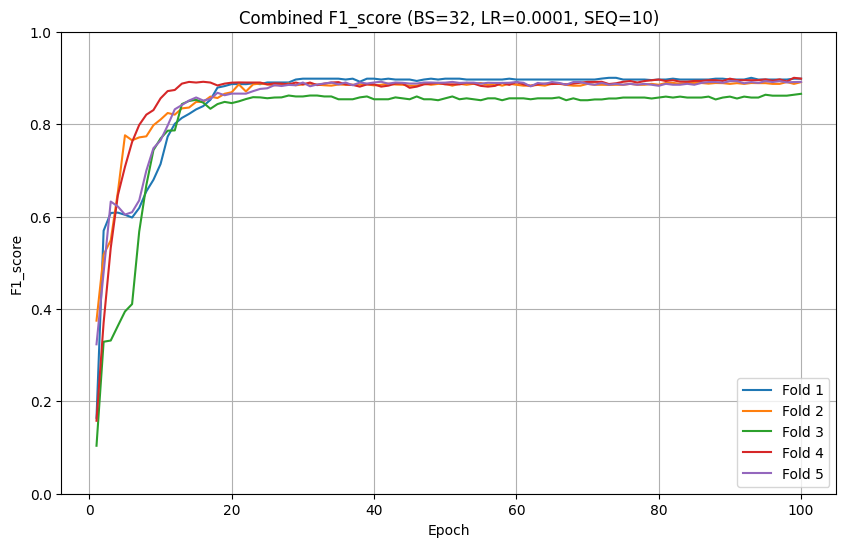 Combined F1_score (BS=32, LR=0.0001, SEQ=10)
1.0
0.8
0.6
0.4
0.2
0.0
F1_score
0 20 40 60 80 100
Epoch
Fold 1
Fold 2
Fold 3
Fold 4
Fold 5